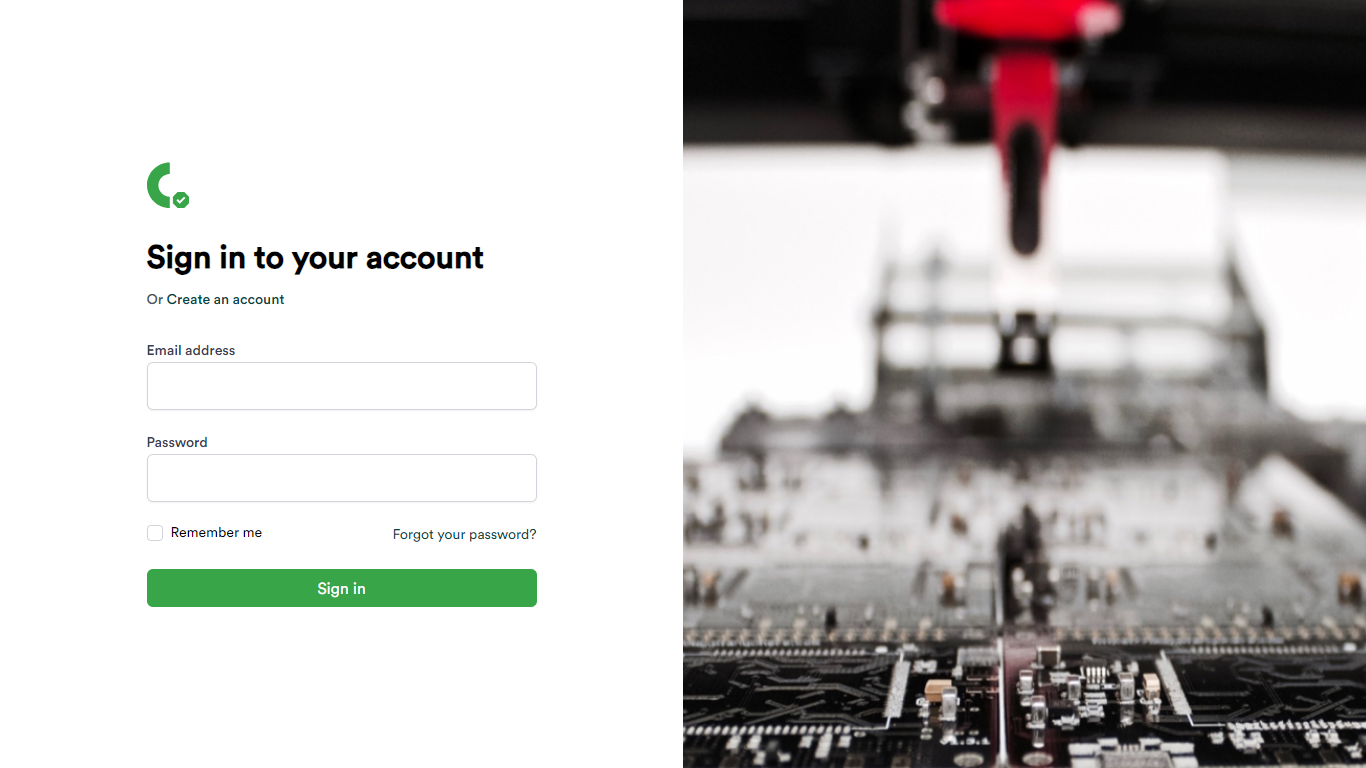 Sign in to your account
Or Create an account
Email address
Password
Remember me
Forgot your password?
Sign in